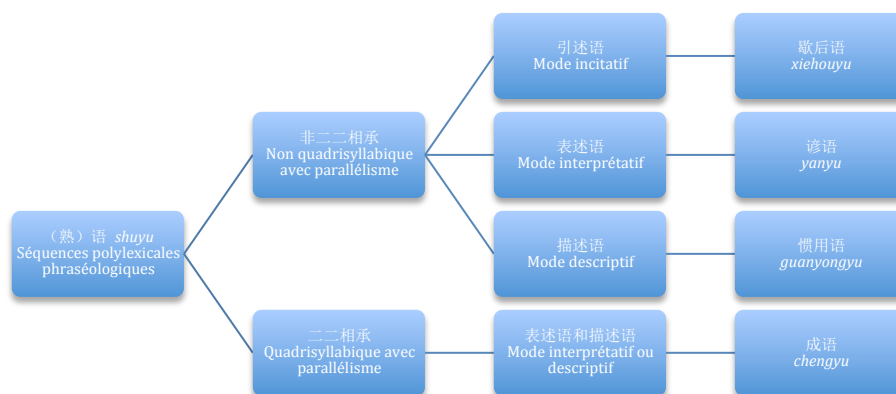 （熟）语 shuyu
Séquences polylexicales
phraséologiques
非二二相承
Non quadrisyllabique
avec parallélisme
引述语
Mode incitatif
歇后语
xiehouyu
表述语
Mode interprétatif
谚语
yanyu
描述语
Mode descriptif
惯用语
guanyongyu
二二相承
Quadrisyllabique avec
parallélisme
表述语和描述语
Mode interprétatif ou
descriptif
成语
chengyu